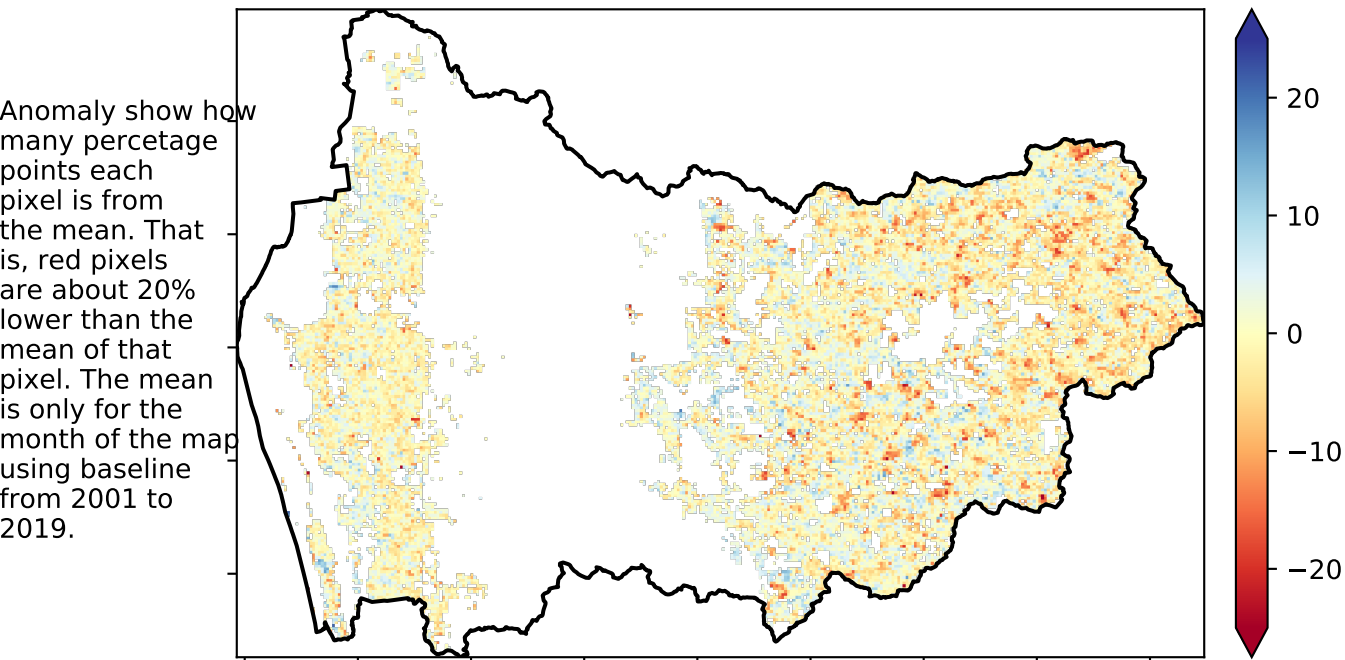 Anomaly show how
many percetage
points each
pixel is from
the mean. That
is, red pixels
are about 20%
lower than the
mean of that
pixel. The mean
is only for the
month of the map
using baseline
from 2001 to
2019.
20
10
0
−10
−20